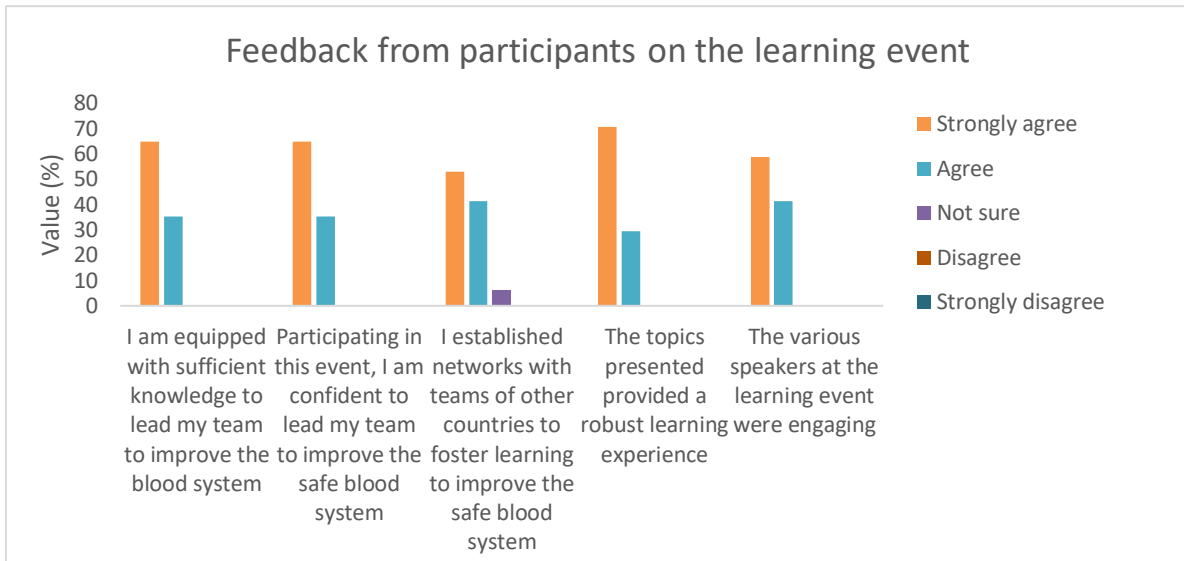 Feedback from participants on the learning event
Value (%)
80
70
60
50
40
30
20
10
0
Strongly agree
Agree
Not sure
Disagree
Strongly disagree
I am equipped
with sufficient
knowledge to
lead my team
to improve the
blood system
Participating in
this event, I am
confident to
lead my team
to improve the
safe blood
system
I established
networks with
teams of other
countries to
foster learning
to improve the
safe blood
system
The topics
presented
provided a
robust learning
experience
The various
speakers at the
learning event
were engaging